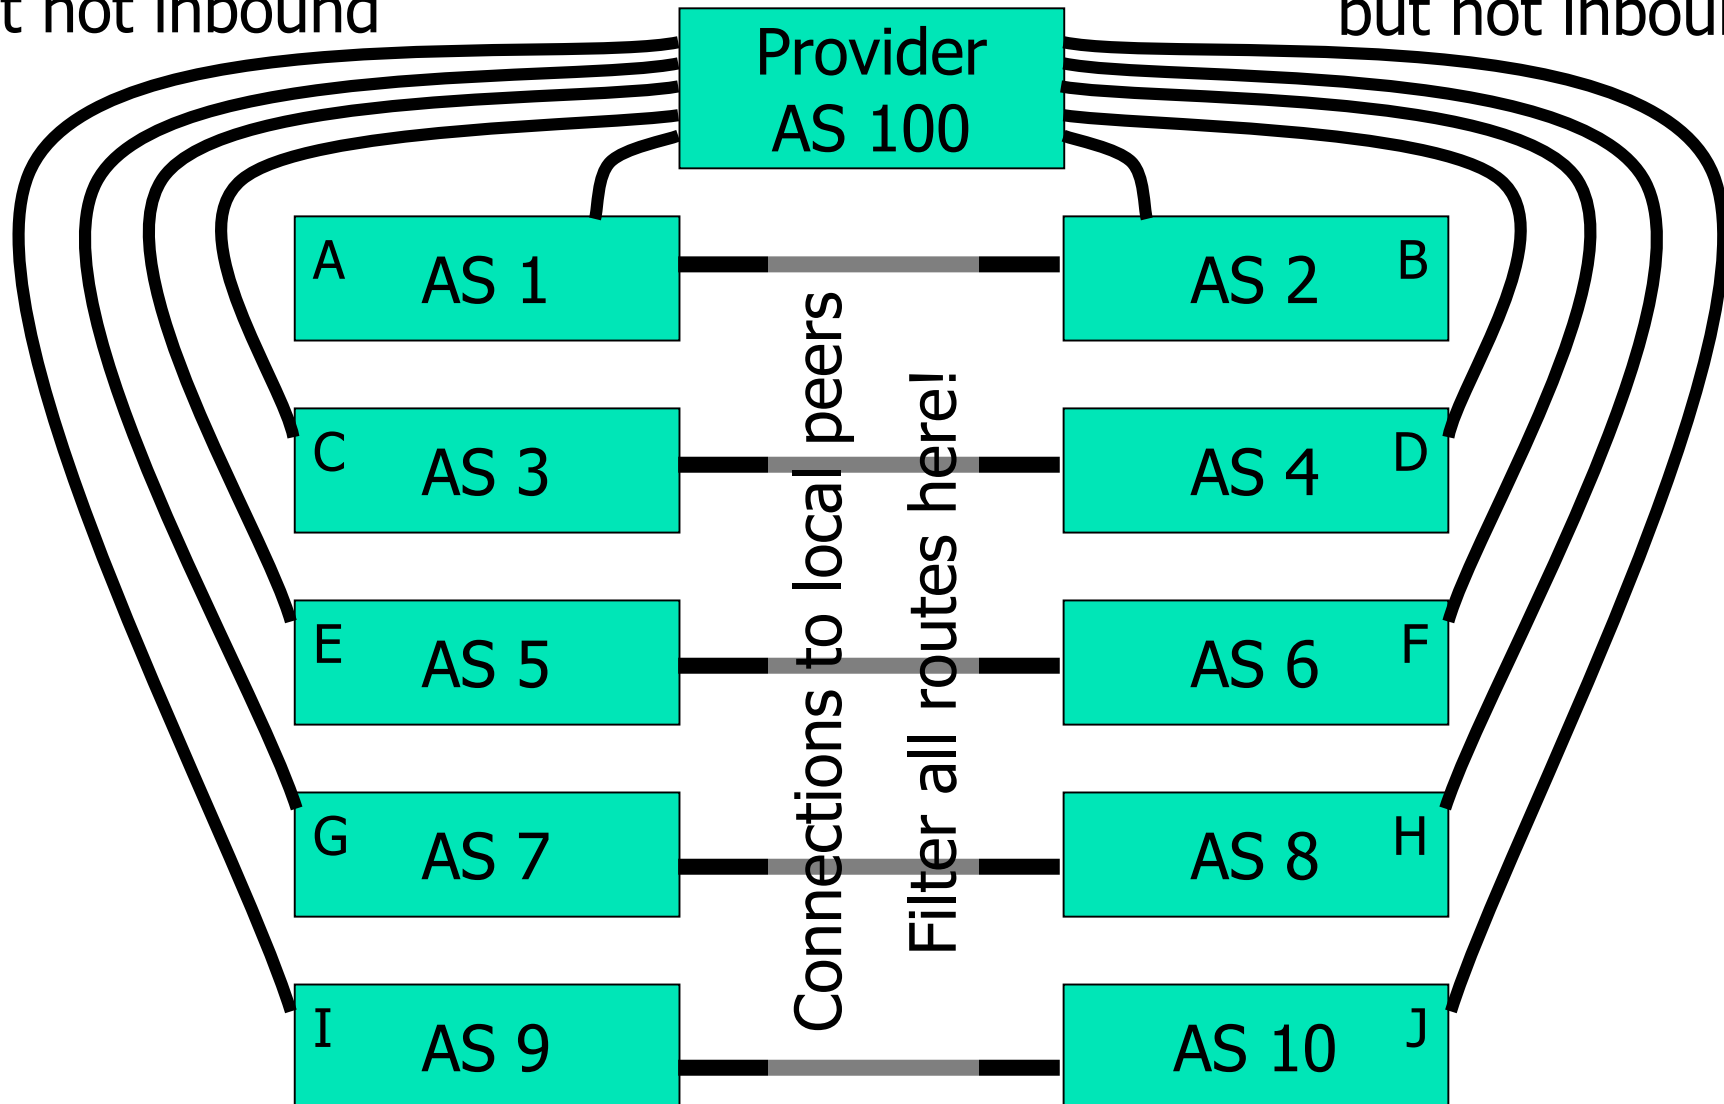 t not inbound
but not inbou
Provider
AS 100
A
AS 1
AS 2
B
C
AS 3
AS 4
D
E
AS 5
AS 6
F
G
AS 7
AS 8
H
I
AS 9
AS 10
J
Connections to local peers
Filter all routes here!